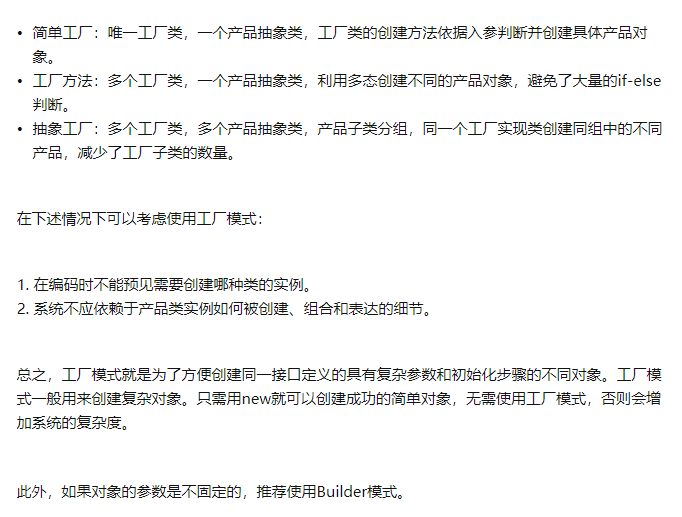 • 简单工厂：唯一工厂类，一个产品抽象类，工厂类的创建方法依据入参判断并创建具体产品对
象。
• 工厂方法：多个工厂类，一个产品抽象类，利用多态创建不同的产品对象，避免了大量的if-else
判断。
• 抽象工厂：多个工厂类，多个产品抽象类，产品子类分组，同一个工厂实现类创建同组中的不同
产品，减少了工厂子类的数量。
在下述情况下可以考虑使用工厂模式：
1. 在编码时不能预见需要创建哪种类的实例。
2. 系统不应依赖于产品类实例如何被创建、组合和表达的细节。
总之，工厂模式就是为了方便创建同一接口定义的具有复杂参数和初始化步骤的不同对象。工厂模
式一般用来创建复杂对象。只需用new就可以创建成功的简单对象，无需使用工厂模式，否则会增
加系统的复杂度。
此外，如果对象的参数是不固定的，推荐使用Builder模式。